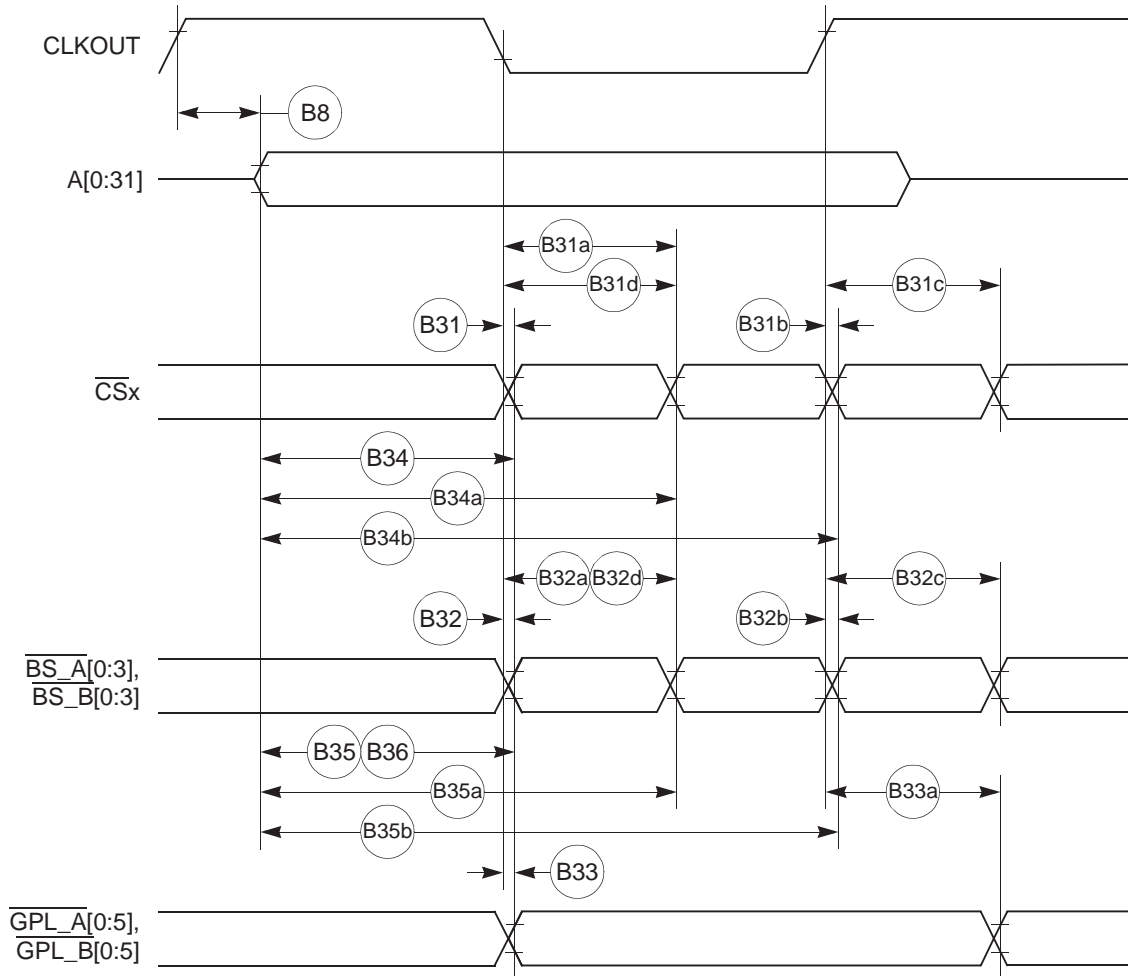 CLKOUT
B8
A[0:31]
B31a
B31d
B31c
B31
B31b
CSx
B34
B34a
B34b
B32a B32d
B32c
B32
B32b
BS_A[0:3],
BS_B[0:3]
B35 B36
B35a
B33a
B35b
B33
GPL_A[0:5],
GPL_B[0:5]